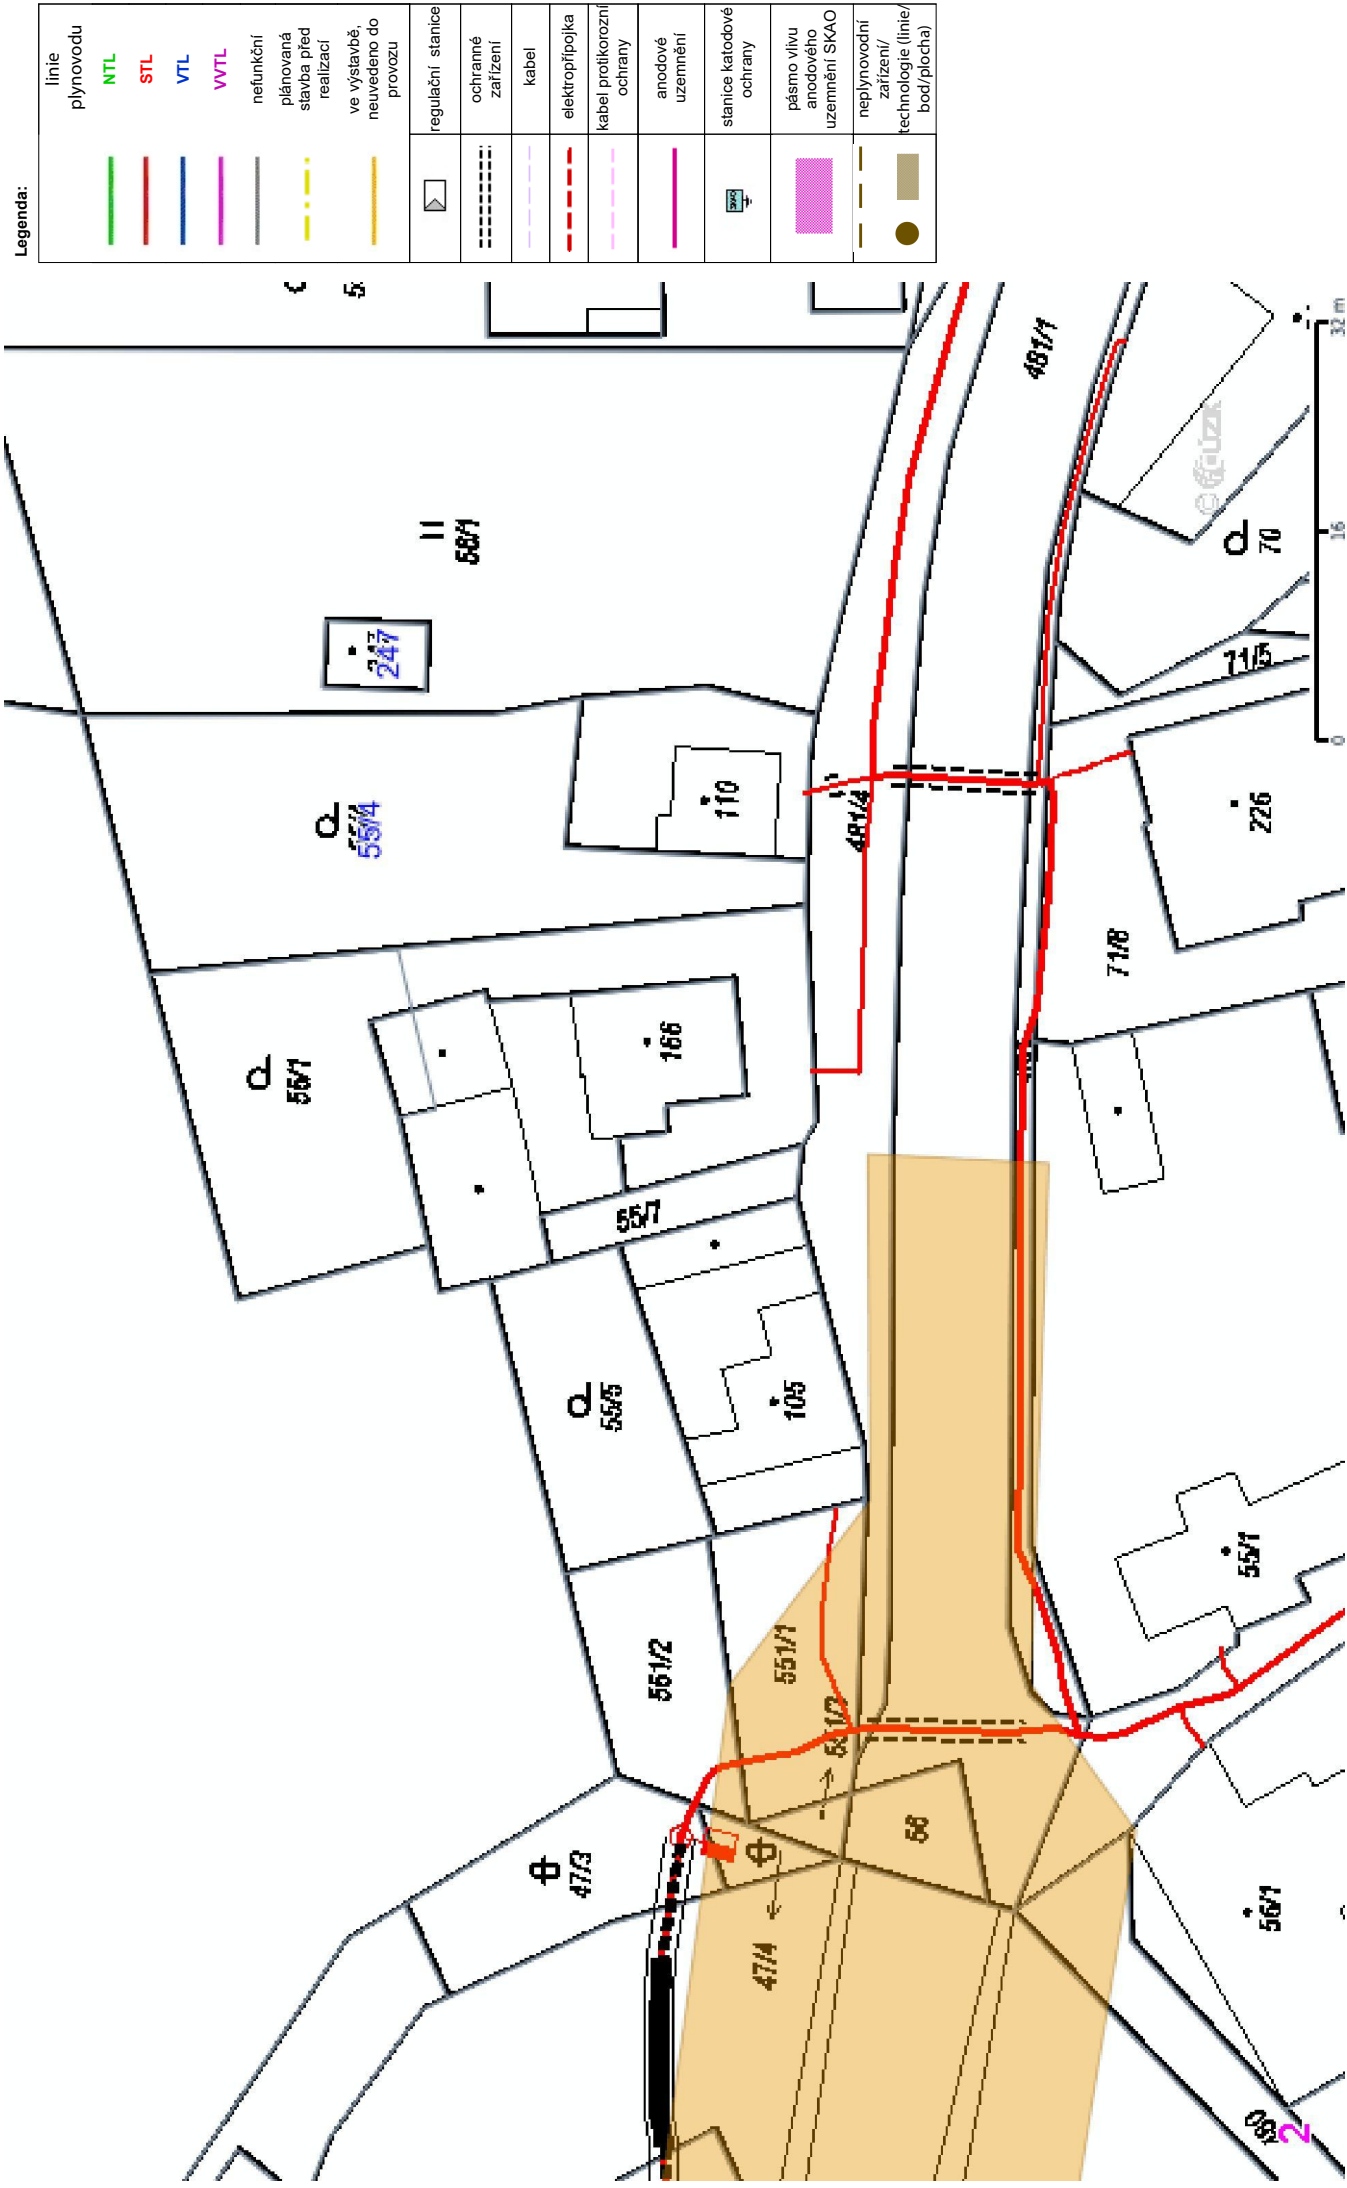 Legenda:
linie
plynovodu
NTL
STL
VTL
VVTL
nefunkční
plánovaná
stavba před
realizací
ve výstavbě,
neuvedeno do
provozu
regulační stanice
ochranné
zařízení
kabel
elektropřípojka
kabel protikorozní
ochrany
anodové
uzemnění
stanice katodové
ochrany
pásmo vlivu
anodového
uzemnění SKAO
neplynovodní
zařízení/
technologie (linie/
bod/plocha)
58/1
247
481/1
70
71/5
55/4
110
481/4
226
71/8
55/1
166
55/7
55/5
105
551/2
551/1
55/1
47/3
56
47/4
56/1
2
0
16
32 m